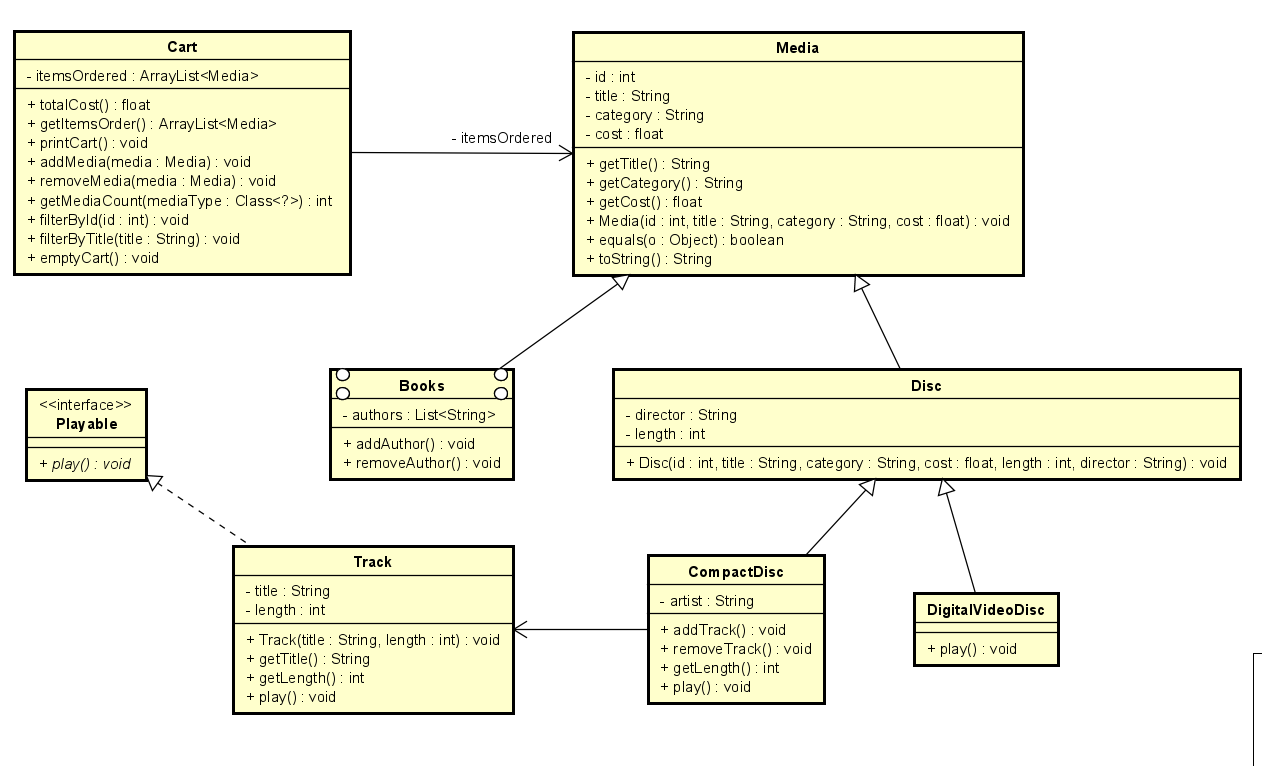 Cart
- itemsOrdered : ArrayList<Media>
+ totalCost() : float
+ getItemsOrder() : ArrayList<Media>
+ printCart() : void
+ addMedia(media : Media) : void
+ removeMedia(media : Media) : void
+ getMediaCount(mediaType : Class<?>) : int
+ filterById(id : int) : void
+ filterByTitle(title : String) : void
+ emptyCart() : void
- itemsOrdered
Media
- id : int
- title : String
- category : String
- cost : float
+ getTitle() : String
+ getCategory() : String
+ getCost() : float
+ Media(id : int, title : String, category : String, cost : float) : void
+ equals(o : Object) : boolean
+ toString() : String
<<interface>>
Playable
+ play() : void
Books
- authors : List<String>
+ addAuthor() : void
+ removeAuthor() : void
Disc
- director : String
- length : int
+ Disc(id : int, title : String, category : String, cost : float, length : int, director : String) : void
Track
- title : String
- length : int
+ Track(title : String, length : int) : void
+ getTitle() : String
+ getLength() : int
+ play() : void
CompactDisc
- artist : String
+ addTrack() : void
+ removeTrack() : void
+ getLength() : int
+ play() : void
DigitalVideoDisc
+ play() : void